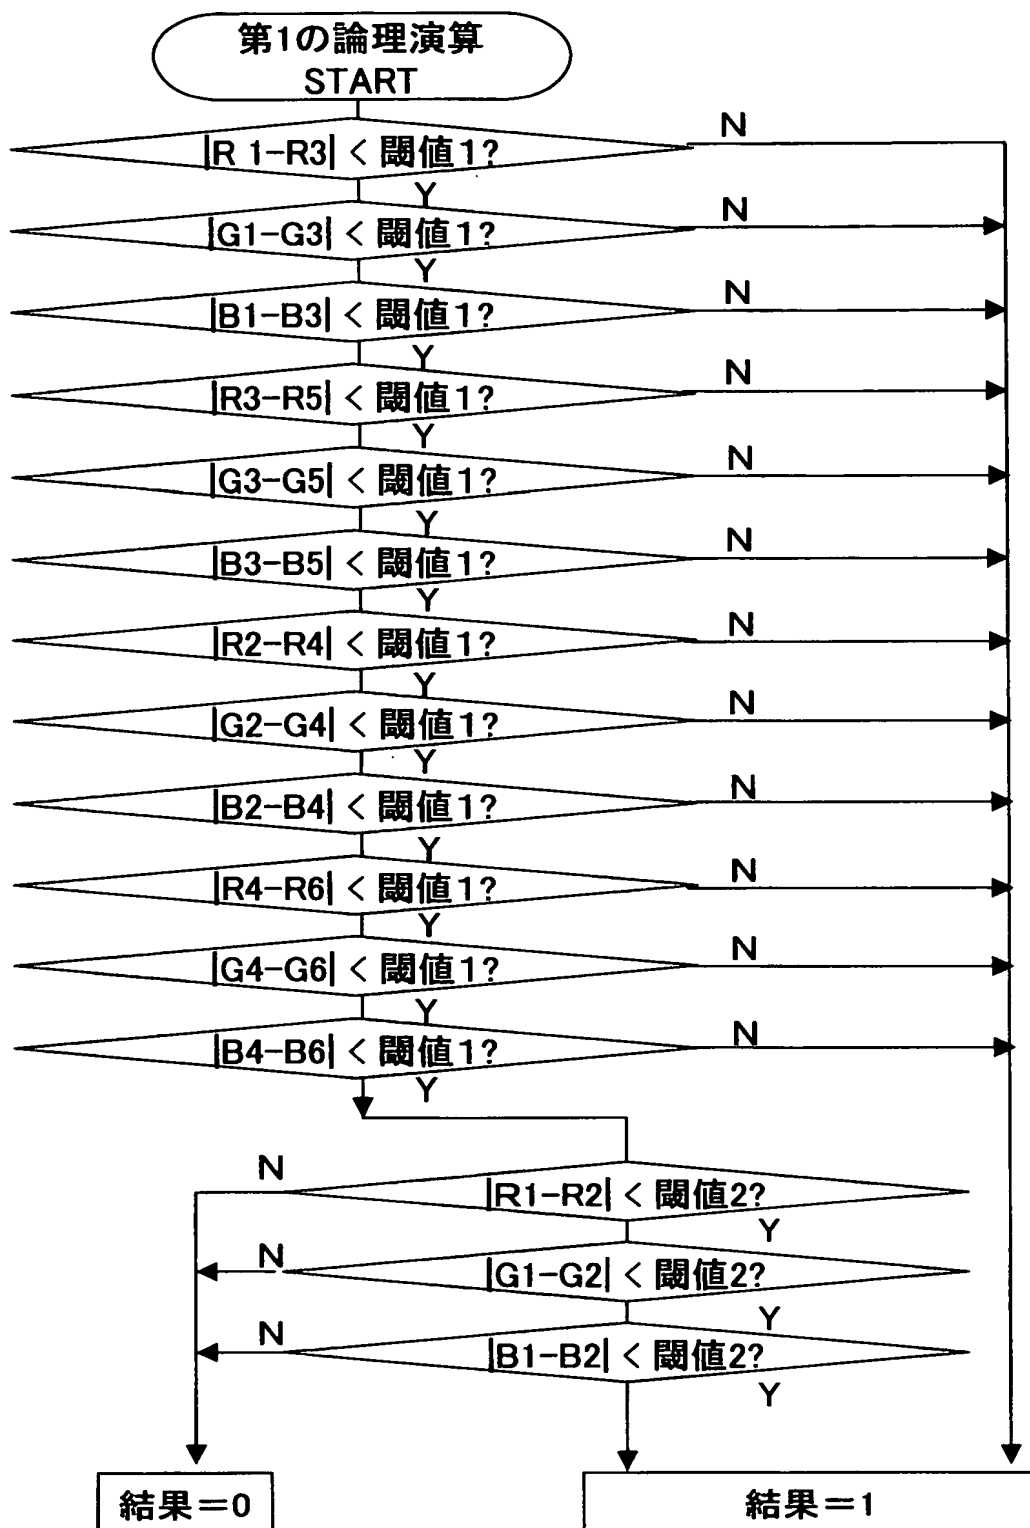 第1の論理演算
START
|R 1-R3| < 閾値1?
N
Y
|G1-G3| < 閾値1?
N
Y
|B1-B3| < 閾値1?
N
Y
|R3-R5| < 閾値1?
N
Y
|G3-G5| < 閾値1?
N
Y
|B3-B5| < 閾値1?
N
Y
|R2-R4| < 閾値1?
N
Y
|G2-G4| < 閾値1?
N
Y
|B2-B4| < 閾値1?
N
Y
|R4-R6| < 閾値1?
N
Y
|G4-G6| < 閾値1?
N
Y
|B4-B6| < 閾値1?
N
Y
N
|R1-R2| < 閾値2?
Y
N
|G1-G2| < 閾値2?
Y
N
|B1-B2| < 閾値2?
Y
結果=0
結果=1